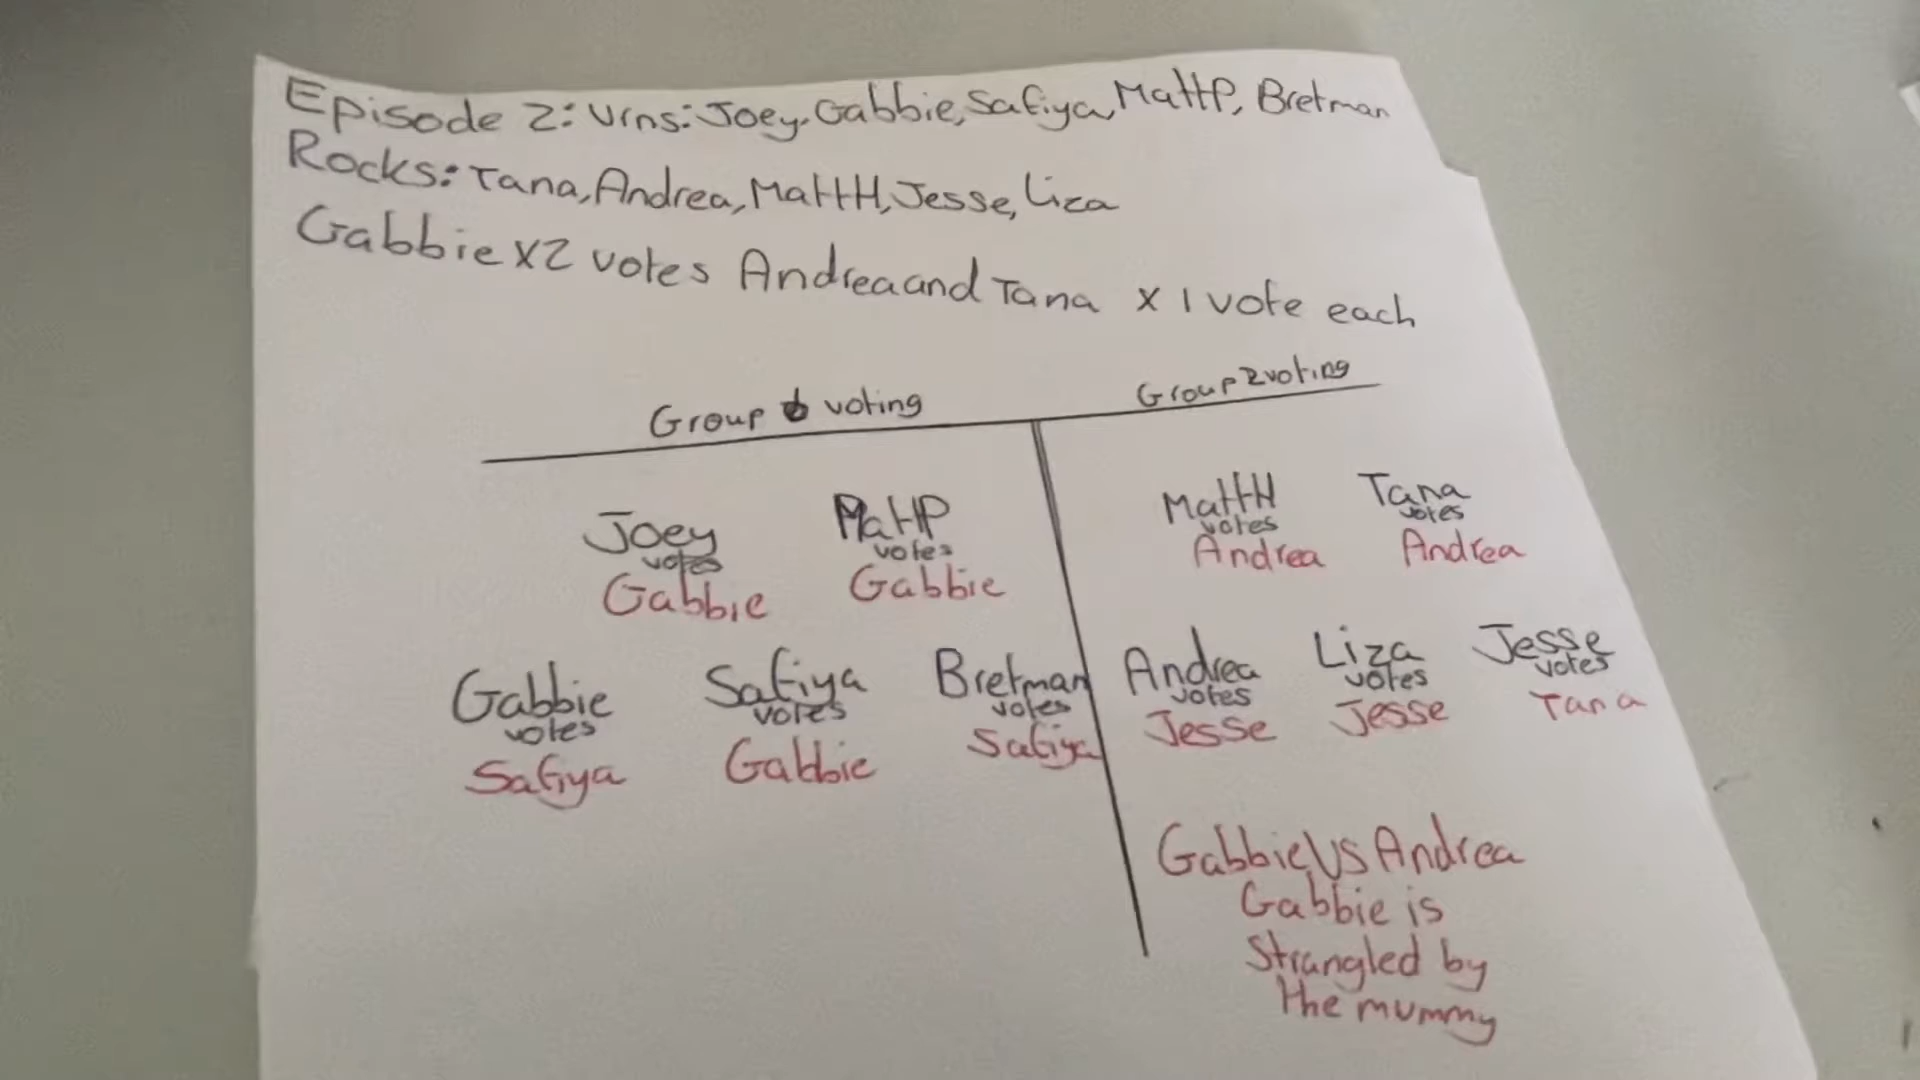 Episode 2: Urns: Joey, Gabbie, Safiya, MattP, Bretman
Rocks: Tana, Andrea, MattH, Jesse, Liza
Gabbie x2 votes Andrea and Tana x 1 vote each
Group voting
Group 2 voting
Joey votes Gabbie
MattP votes Gabbie
Gabbie votes Safiya
Safiya votes Gabbie
Bretman votes Safiya
MattH votes Andrea
Tana votes Andrea
Andrea votes Jesse
Liza votes Jesse
Jesse votes Tana
Gabbie VS Andrea
Gabbie is
Strangled by
the mummy